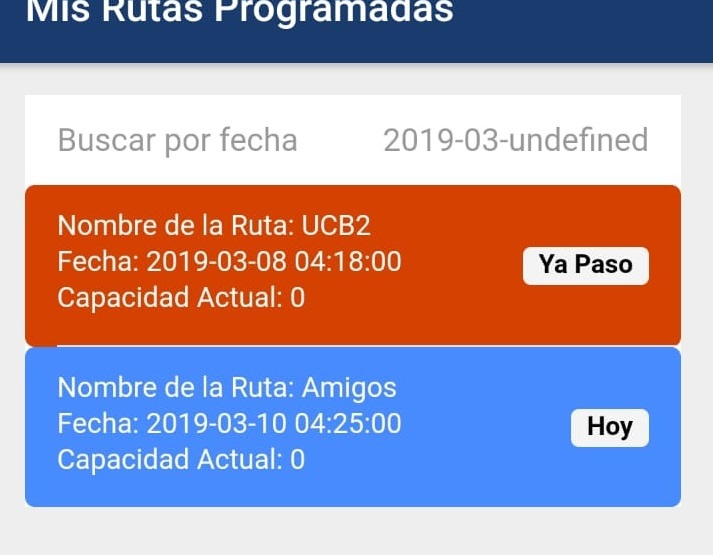 Mis Rutas Programadas
Buscar por fecha 2019-03-undefined
Nombre de la Ruta: UCB2
Fecha: 2019-03-08 04:18:00
Ya Paso
Capacidad Actual: 0
Nombre de la Ruta: Amigos
Fecha: 2019-03-10 04:25:00
Hoy
Capacidad Actual: 0